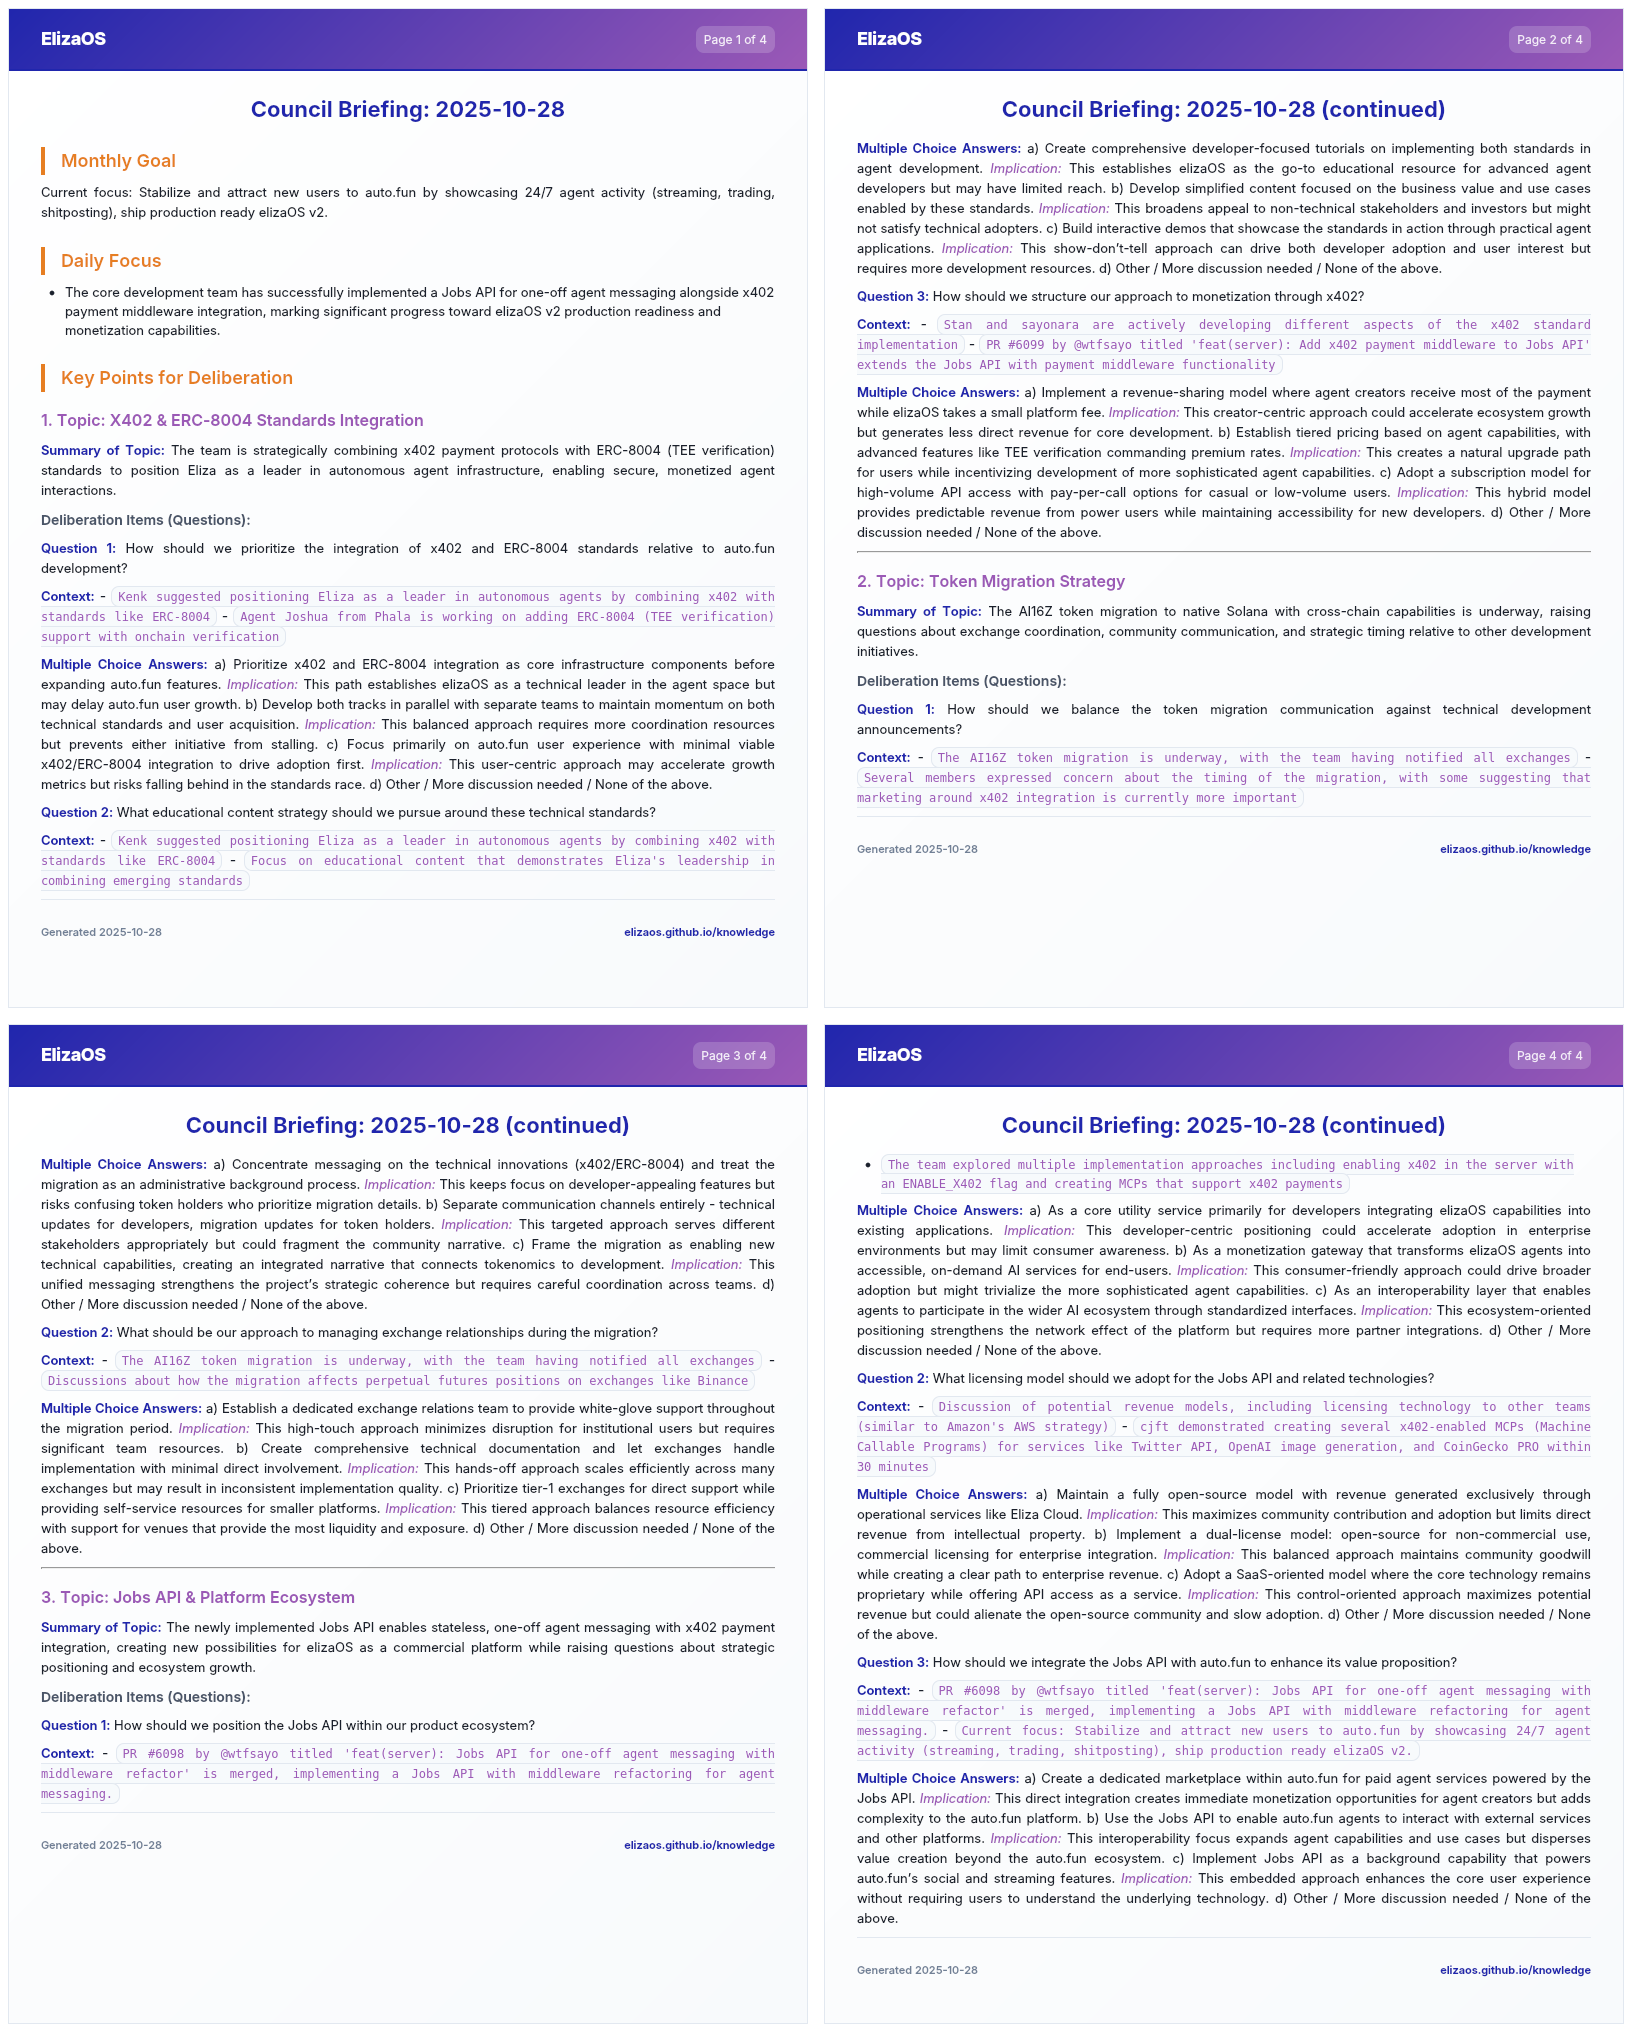 ElizaOS
Page 1 of 4
Council Briefing: 2025-10-28
Monthly Goal
Current focus: Stabilize and attract new users to auto.fun by showcasing 24/7 agent activity (streaming, trading,
shitposting), ship production ready elizaOS v2.
Daily Focus
• The core development team has successfully implemented a Jobs API for one-off agent messaging alongside x402
payment middleware integration, marking significant progress toward elizaOS v2 production readiness and
monetization capabilities.
Key Points for Deliberation
1. Topic: X402 & ERC-8004 Standards Integration
Summary of Topic: The team is strategically combining x402 payment protocols with ERC-8004 (TEE verification)
standards to position Eliza as a leader in autonomous agent infrastructure, enabling secure, monetized agent
interactions.
Deliberation Items (Questions):
Question 1: How should we prioritize the integration of x402 and ERC-8004 standards relative to auto.fun
development?
Context: - Kenk suggested positioning Eliza as a leader in autonomous agents by combining x402 with
standards like ERC-8004 - Agent Joshua from Phala is working on adding ERC-8004 (TEE verification)
support with onchain verification
Multiple Choice Answers: a) Prioritize x402 and ERC-8004 integration as core infrastructure components before
expanding auto.fun features. Implication: This path establishes elizaOS as a technical leader in the agent space but
may delay auto.fun user growth. b) Develop both tracks in parallel with separate teams to maintain momentum on both
technical standards and user acquisition. Implication: This balanced approach requires more coordination resources
but prevents either initiative from stalling. c) Focus primarily on auto.fun user experience with minimal viable
x402/ERC-8004 integration to drive adoption first. Implication: This user-centric approach may accelerate growth
metrics but risks falling behind in the standards race. d) Other / More discussion needed / None of the above.
Question 2: What educational content strategy should we pursue around these technical standards?
Context: - Kenk suggested positioning Eliza as a leader in autonomous agents by combining x402 with
standards like ERC-8004 - Focus on educational content that demonstrates Eliza's leadership in
combining emerging standards
Generated 2025-10-28
elizaos.github.io/knowledge
ElizaOS
Page 2 of 4
Council Briefing: 2025-10-28 (continued)
Multiple Choice Answers: a) Create comprehensive developer-focused tutorials on implementing both standards in
agent development. Implication: This establishes elizaOS as the go-to educational resource for advanced agent
developers but may have limited reach. b) Develop simplified content focused on the business value and use cases
enabled by these standards. Implication: This broadens appeal to non-technical stakeholders and investors but might
not satisfy technical adopters. c) Build interactive demos that showcase the standards in action through practical agent
applications. Implication: This show-don't-tell approach can drive both developer adoption and user interest but
requires more development resources. d) Other / More discussion needed / None of the above.
Question 3: How should we structure our approach to monetization through x402?
Context: - Stan and sayonara are actively developing different aspects of the x402 standard
implementation - PR #6099 by @wtfsayo titled 'feat(server): Add x402 payment middleware to Jobs API'
extends the Jobs API with payment middleware functionality
Multiple Choice Answers: a) Implement a revenue-sharing model where agent creators receive most of the payment
while elizaOS takes a small platform fee. Implication: This creator-centric approach could accelerate ecosystem growth
but generates less direct revenue for core development. b) Establish tiered pricing based on agent capabilities, with
advanced features like TEE verification commanding premium rates. Implication: This creates a natural upgrade path
for users while incentivizing development of more sophisticated agent capabilities. c) Adopt a subscription model for
high-volume API access with pay-per-call options for casual or low-volume users. Implication: This hybrid model
provides predictable revenue from power users while maintaining accessibility for new developers. d) Other / More
discussion needed / None of the above.
2. Topic: Token Migration Strategy
Summary of Topic: The AI16Z token migration to native Solana with cross-chain capabilities is underway, raising
questions about exchange coordination, community communication, and strategic timing relative to other development
initiatives.
Deliberation Items (Questions):
Question 1: How should we balance the token migration communication against technical development
announcements?
Context: - The AI16Z token migration is underway, with the team having notified all exchanges -
Several members expressed concern about the timing of the migration, with some suggesting that
marketing around x402 integration is currently more important
Generated 2025-10-28
elizaos.github.io/knowledge
ElizaOS
Page 3 of 4
Council Briefing: 2025-10-28 (continued)
Multiple Choice Answers: a) Concentrate messaging on the technical innovations (x402/ERC-8004) and treat the
migration as an administrative background process. Implication: This keeps focus on developer-appealing features but
risks confusing token holders who prioritize migration details. b) Separate communication channels entirely - technical
updates for developers, migration updates for token holders. Implication: This targeted approach serves different
stakeholders appropriately but could fragment the community narrative. c) Frame the migration as enabling new
technical capabilities, creating an integrated narrative that connects tokenomics to development. Implication: This
unified messaging strengthens the project's strategic coherence but requires careful coordination across teams. d)
Other / More discussion needed / None of the above.
Question 2: What should be our approach to managing exchange relationships during the migration?
Context: - The AI16Z token migration is underway, with the team having notified all exchanges -
Discussions about how the migration affects perpetual futures positions on exchanges like Binance
Multiple Choice Answers: a) Establish a dedicated exchange relations team to provide white-glove support throughout
the migration period. Implication: This high-touch approach minimizes disruption for institutional users but requires
significant team resources. b) Create comprehensive technical documentation and let exchanges handle
implementation with minimal direct involvement. Implication: This hands-off approach scales efficiently across many
exchanges but may result in inconsistent implementation quality. c) Prioritize tier-1 exchanges for direct support while
providing self-service resources for smaller platforms. Implication: This tiered approach balances resource efficiency
with support for venues that provide the most liquidity and exposure. d) Other / More discussion needed / None of the
above.
3. Topic: Jobs API & Platform Ecosystem
Summary of Topic: The newly implemented Jobs API enables stateless, one-off agent messaging with x402 payment
integration, creating new possibilities for elizaOS as a commercial platform while raising questions about strategic
positioning and ecosystem growth.
Deliberation Items (Questions):
Question 1: How should we position the Jobs API within our product ecosystem?
Context: - PR #6098 by @wtfsayo titled 'feat(server): Jobs API for one-off agent messaging with
middleware refactor' is merged, implementing a Jobs API with middleware refactoring for agent
messaging.
Generated 2025-10-28
elizaos.github.io/knowledge
ElizaOS
Page 4 of 4
Council Briefing: 2025-10-28 (continued)
• The team explored multiple implementation approaches including enabling x402 in the server with
an ENABLE_X402 flag and creating MCPs that support x402 payments
Multiple Choice Answers: a) As a core utility service primarily for developers integrating elizaOS capabilities into
existing applications. Implication: This developer-centric positioning could accelerate adoption in enterprise
environments but may limit consumer awareness. b) As a monetization gateway that transforms elizaOS agents into
accessible, on-demand AI services for end-users. Implication: This consumer-friendly approach could drive broader
adoption but might trivialize the more sophisticated agent capabilities. c) As an interoperability layer that enables
agents to participate in the wider AI ecosystem through standardized interfaces. Implication: This ecosystem-oriented
positioning strengthens the network effect of the platform but requires more partner integrations. d) Other / More
discussion needed / None of the above.
Question 2: What licensing model should we adopt for the Jobs API and related technologies?
Context: - Discussion of potential revenue models, including licensing technology to other teams
(similar to Amazon's AWS strategy) - cjft demonstrated creating several x402-enabled MCPs (Machine
Callable Programs) for services like Twitter API, OpenAI image generation, and CoinGecko PRO within
30 minutes
Multiple Choice Answers: a) Maintain a fully open-source model with revenue generated exclusively through
operational services like Eliza Cloud. Implication: This maximizes community contribution and adoption but limits direct
revenue from intellectual property. b) Implement a dual-license model: open-source for non-commercial use,
commercial licensing for enterprise integration. Implication: This balanced approach maintains community goodwill
while creating a clear path to enterprise revenue. c) Adopt a SaaS-oriented model where the core technology remains
proprietary while offering API access as a service. Implication: This control-oriented approach maximizes potential
revenue but could alienate the open-source community and slow adoption. d) Other / More discussion needed / None
of the above.
Question 3: How should we integrate the Jobs API with auto.fun to enhance its value proposition?
Context: - PR #6098 by @wtfsayo titled 'feat(server): Jobs API for one-off agent messaging with
middleware refactor' is merged, implementing a Jobs API with middleware refactoring for agent
messaging. - Current focus: Stabilize and attract new users to auto.fun by showcasing 24/7 agent
activity (streaming, trading, shitposting), ship production ready elizaOS v2.
Multiple Choice Answers: a) Create a dedicated marketplace within auto.fun for paid agent services powered by the
Jobs API. Implication: This direct integration creates immediate monetization opportunities for agent creators but adds
complexity to the auto.fun platform. b) Use the Jobs API to enable auto.fun agents to interact with external services
and other platforms. Implication: This interoperability focus expands agent capabilities and use cases but disperses
value creation beyond the auto.fun ecosystem. c) Implement Jobs API as a background capability that powers
auto.fun's social and streaming features. Implication: This embedded approach enhances the core user experience
without requiring users to understand the underlying technology. d) Other / More discussion needed / None of the
above.
Generated 2025-10-28
elizaos.github.io/knowledge